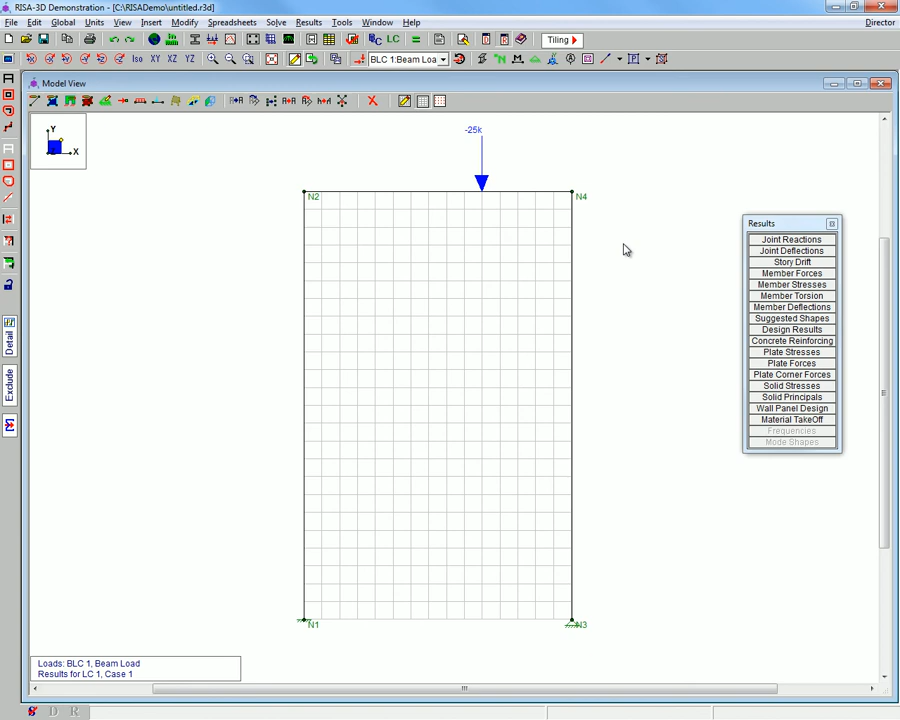 RISA-3D Demonstration - [C:\RISADemo\untitled.r3d]
File Edit Global Units View Insert Modify Spreadsheets Solve Results Tools Window Help Director
LC Tiling
Iso XY XZ YZ BLC 1:Beam Loa
Model View
Y
X
Z
-25k
N2
N4
N1
N3
Results
Joint Reactions
Joint Deflections
Story Drift
Member Forces
Member Stresses
Member Torsion
Member Deflections
Suggested Shapes
Design Results
Concrete Reinforcing
Plate Stresses
Plate Forces
Plate Corner Forces
Solid Stresses
Solid Principals
Wall Panel Design
Material TakeOff
Frequencies
Mode Shapes
Detail
Exclude
Loads: BLC 1, Beam Load
Results for LC 1, Case 1
S D R